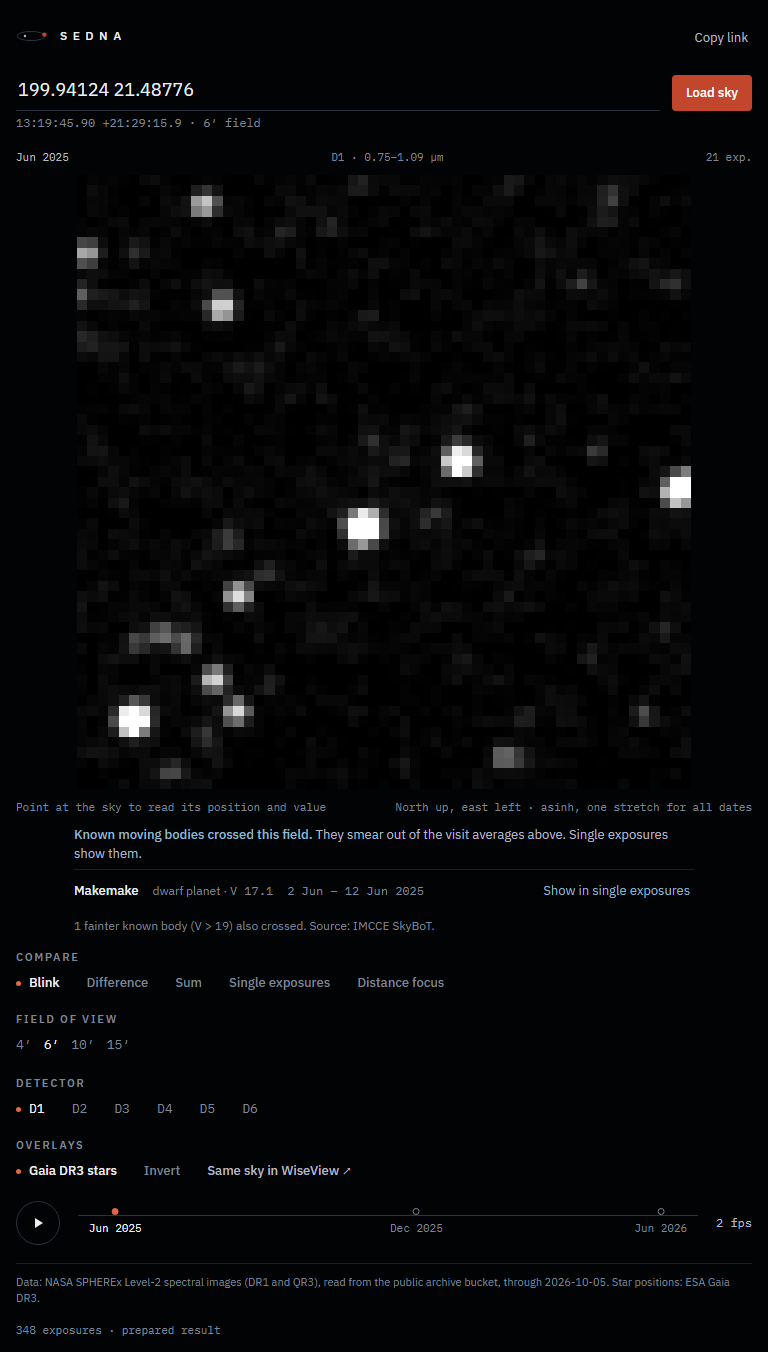 SEDNA
Copy link
199.94124 21.48776
Load sky
13:19:45.90 +21:29:15.9 · 6′ field
Jun 2025
D1 · 0.75–1.09 µm
21 exp.
Point at the sky to read its position and value
North up, east left · asinh, one stretch for all dates
Known moving bodies crossed this field. They smear out of the visit averages above. Single exposures
show them.
Makemake dwarf planet · V 17.1 2 Jun – 12 Jun 2025 Show in single exposures
1 fainter known body (V > 19) also crossed. Source: IMCCE SkyBoT.
COMPARE
Blink Difference Sum Single exposures Distance focus
FIELD OF VIEW
4′ 6′ 10′ 15′
DETECTOR
D1 D2 D3 D4 D5 D6
OVERLAYS
Gaia DR3 stars Invert Same sky in WiseView ↗
Jun 2025 Dec 2025 Jun 2026
2 fps
Data: NASA SPHEREx Level-2 spectral images (DR1 and QR3), read from the public archive bucket, through 2026-10-05. Star positions: ESA Gaia
DR3.
348 exposures · prepared result